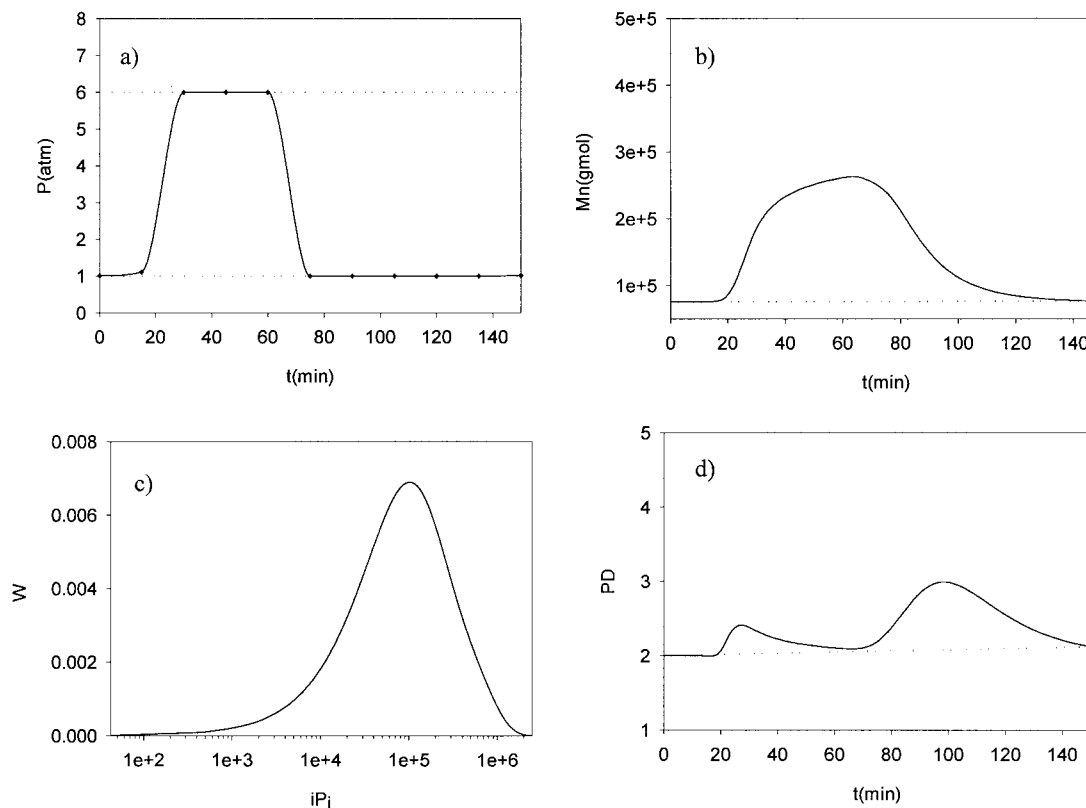 a)
8
7
6
5
4
3
2
1
0
P(atm)
0 20 40 60 80 100 120 140
t(min)
b)
5e+5
4e+5
3e+5
2e+5
1e+5
Mn(gmol)
0 20 40 60 80 100 120 140
t(min)
c)
0.008
0.006
0.004
0.002
0.000
W
1e+2 1e+3 1e+4 1e+5 1e+6
iPi
d)
5
4
3
2
1
PD
0 20 40 60 80 100 120 140
t(min)